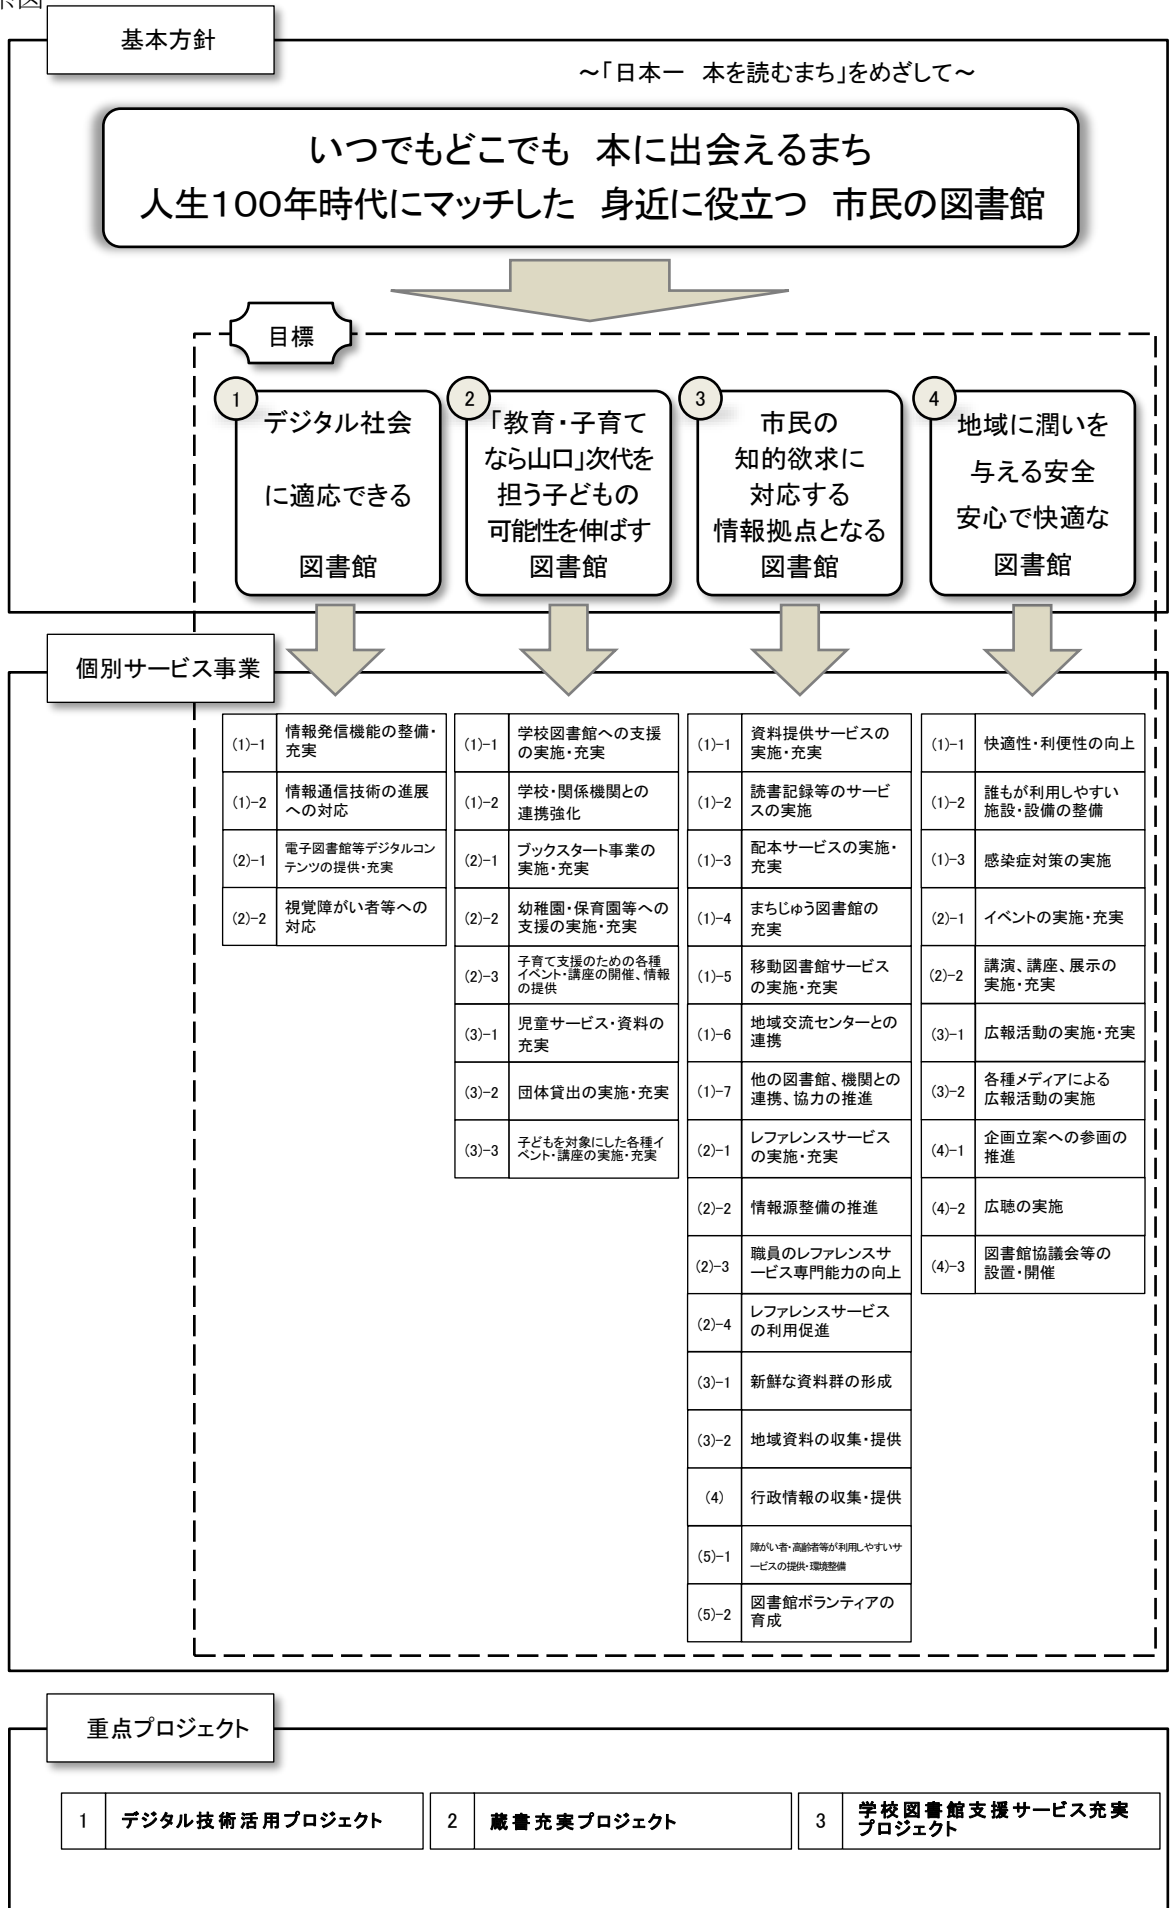 基本方針
～「日本一　本を読むまち」をめざして～
いつでもどこでも　本に出会えるまち
人生100年時代にマッチした　身近に役立つ　市民の図書館
目標
1
デジタル社会
に適応できる
図書館
2
「教育・子育て
なら山口」次代を
担う子どもの
可能性を伸ばす
図書館
3
市民の
知的欲求に
対応する
情報拠点となる
図書館
4
地域に潤いを
与える安全
安心で快適な
図書館
個別サービス事業
(1)-1
情報発信機能の整備・
充実
(1)-2
情報通信技術の進展
への対応
(2)-1
電子図書館等デジタルコン
テンツの提供・充実
(2)-2
視覚障がい者等への
対応
(1)-1
学校図書館への支援
の実施・充実
(1)-2
学校・関係機関との
連携強化
(2)-1
ブックスタート事業の
実施・充実
(2)-2
幼稚園・保育園等への
支援の実施・充実
(2)-3
子育て支援のための各種
イベント・講座の開催、情報
の提供
(3)-1
児童サービス・資料の
充実
(3)-2
団体貸出の実施・充実
(3)-3
子どもを対象にした各種イ
ベント・講座の実施・充実
(1)-1
資料提供サービスの
実施・充実
(1)-2
読書記録等のサービ
スの実施
(1)-3
配本サービスの実施・
充実
(1)-4
まちじゅう図書館の
充実
(1)-5
移動図書館サービス
の実施・充実
(1)-6
地域交流センターとの
連携
(1)-7
他の図書館、機関との
連携、協力の推進
(2)-1
レファレンスサービス
の実施・充実
(2)-2
情報源整備の推進
(2)-3
職員のレファレンスサ
ービス専門能力の向上
(2)-4
レファレンスサービス
の利用促進
(3)-1
新鮮な資料群の形成
(3)-2
地域資料の収集・提供
(4)
行政情報の収集・提供
(5)-1
障がい者・高齢者等が利用しやすいサ
ービスの提供・環境整備
(5)-2
図書館ボランティアの
育成
(1)-1
快適性・利便性の向上
(1)-2
誰もが利用しやすい
施設・設備の整備
(1)-3
感染症対策の実施
(2)-1
イベントの実施・充実
(2)-2
講演、講座、展示の
実施・充実
(3)-1
広報活動の実施・充実
(3)-2
各種メディアによる
広報活動の実施
(4)-1
企画立案への参画の
推進
(4)-2
広聴の実施
(4)-3
図書館協議会等の
設置・開催
重点プロジェクト
1
デジタル技術活用プロジェクト
2
蔵書充実プロジェクト
3
学校図書館支援サービス充実
プロジェクト